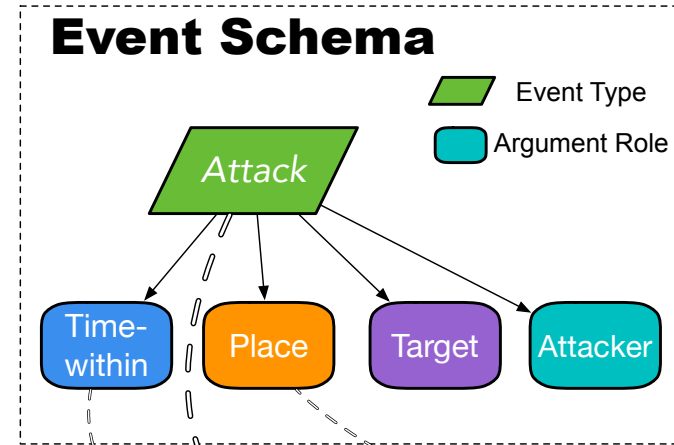 Event Schema
Event Type
Argument Role
Attack
Time-
within
Place
Target
Attacker